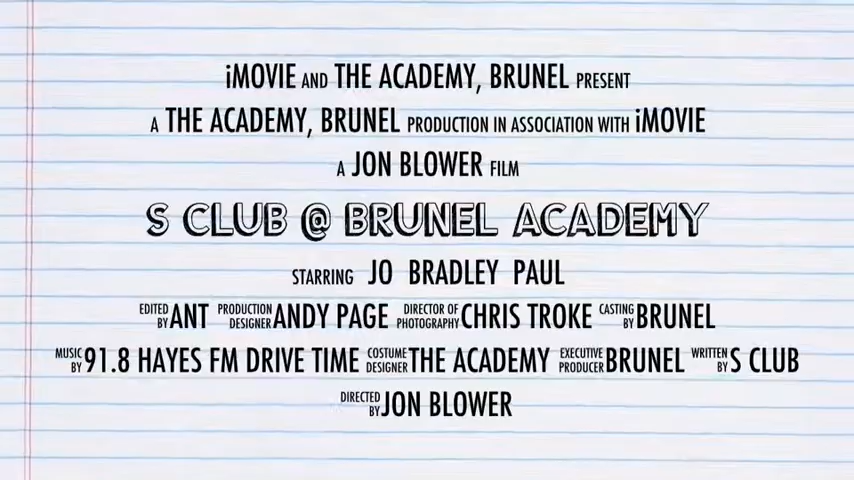 iMOVIE AND THE ACADEMY, BRUNEL PRESENT
A THE ACADEMY, BRUNEL PRODUCTION IN ASSOCIATION WITH iMOVIE
A JON BLOWER FILM
S CLUB @ BRUNEL ACADEMY
STARRING JO BRADLEY PAUL
EDITED BY ANT PRODUCTION DESIGNER ANDY PAGE DIRECTOR OF PHOTOGRAPHY CHRIS TROKE CASTING BY BRUNEL
MUSIC BY 91.8 HAYES FM DRIVE TIME COSTUME DESIGNER THE ACADEMY EXECUTIVE PRODUCER BRUNEL WRITTEN BY S CLUB
DIRECTED BY JON BLOWER